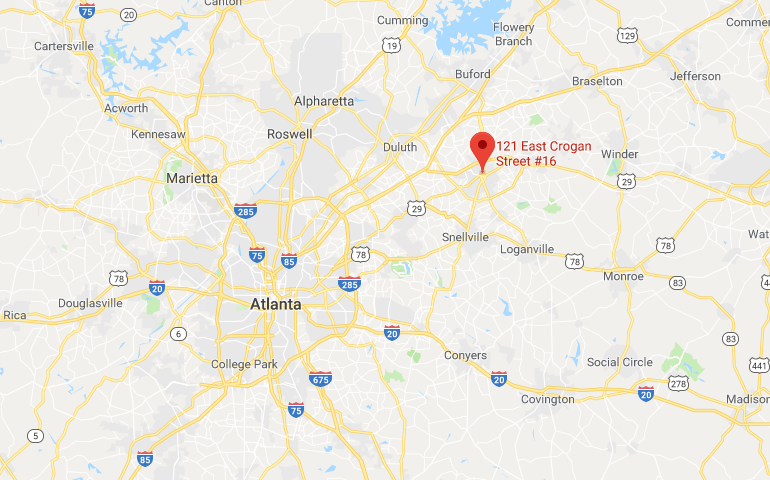 Canton
75
20
Cumming
Flowery
Branch
Commer
Cartersville
19
129
Buford
Jefferson
Braselton
Acworth
Alpharetta
Kennesaw
Roswell
Duluth
121 East Crogan
Street #16
Winder
Marietta
29
285
29
Snellville
Wat
75
85
78
Loganville
78
78
Monroe
78
20
285
83
44
Douglasville
Atlanta
Rica
6
20
83
Conyers
College Park
Social Circle
441
675
20
278
20
Covington
Madison
75
5
85